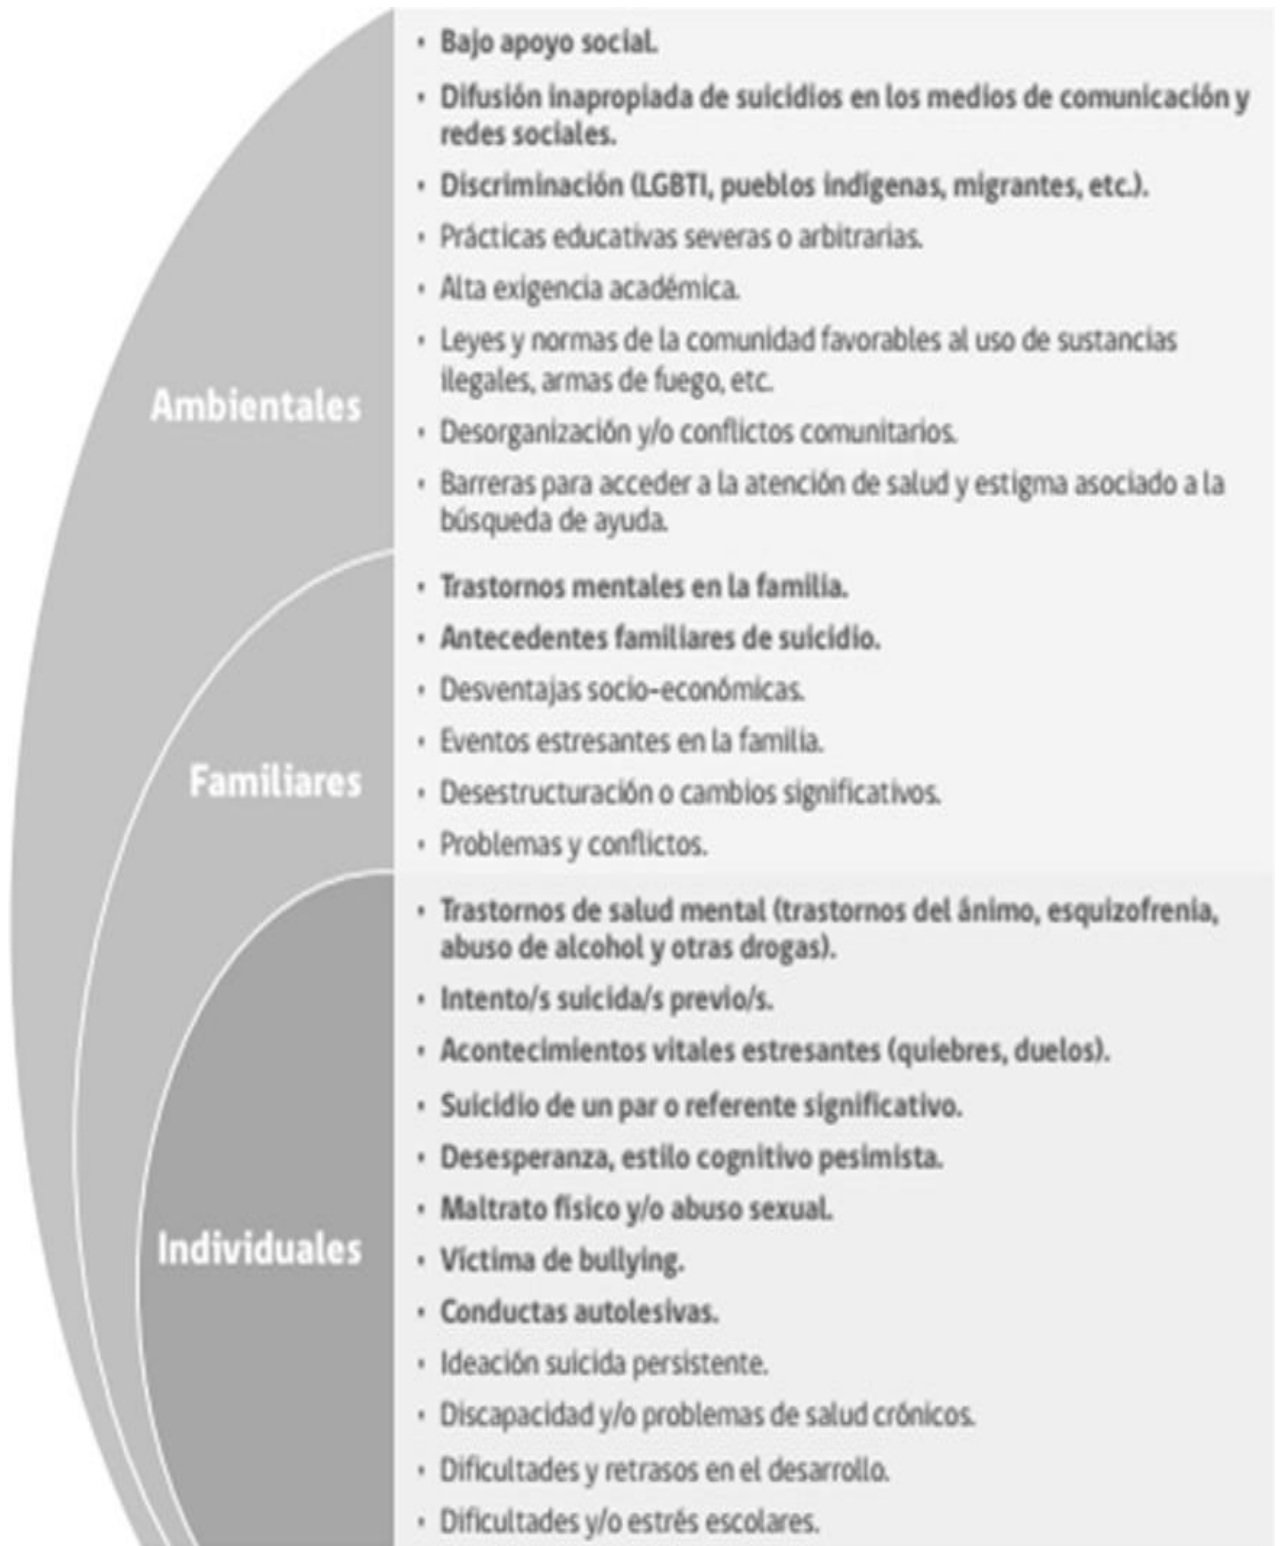 • Bajo apoyo social.
• Difusión inapropiada de suicidios en los medios de comunicación y
redes sociales.
• Discriminación (LGBTI, pueblos indígenas, migrantes, etc.).
• Prácticas educativas severas o arbitrarias.
• Alta exigencia académica.
• Leyes y normas de la comunidad favorables al uso de sustancias
ilegales, armas de fuego, etc.
Ambientales
• Desorganización y/o conflictos comunitarios.
• Barreras para acceder a la atención de salud y estigma asociado a la
búsqueda de ayuda.
• Trastornos mentales en la familia.
• Antecedentes familiares de suicidio.
• Desventajas socio-económicas.
• Eventos estresantes en la familia.
Familiares
• Desestructuración o cambios significativos.
• Problemas y conflictos.
• Trastornos de salud mental (trastornos del ánimo, esquizofrenia,
abuso de alcohol y otras drogas).
• Intento/s suicida/s previo/s.
• Acontecimientos vitales estresantes (quiebres, duelos).
• Suicidio de un par o referente significativo.
• Desesperanza, estilo cognitivo pesimista.
• Maltrato físico y/o abuso sexual.
Individuales
• Víctima de bullying.
• Conductas autolesivas.
• Ideación suicida persistente.
• Discapacidad y/o problemas de salud crónicos.
• Dificultades y retrasos en el desarrollo.
• Dificultades y/o estrés escolares.